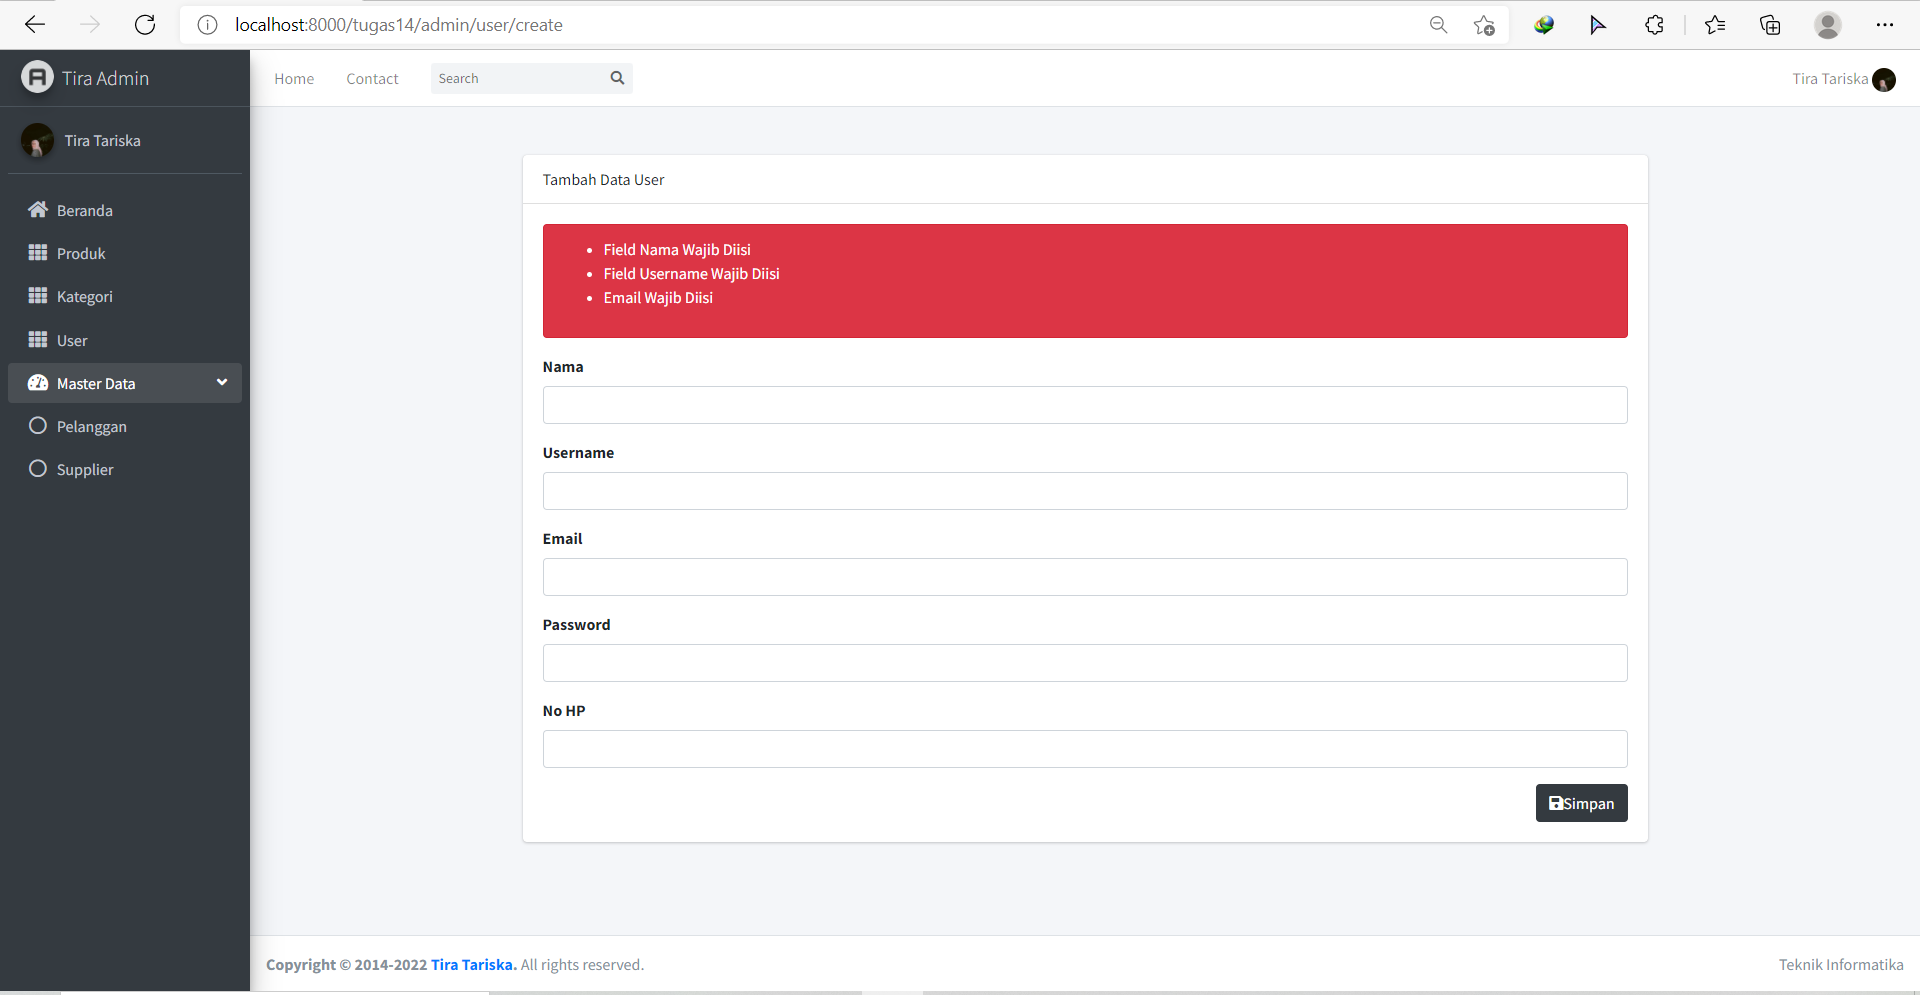 localhost:8000/tugas14/admin/user/create
Tira Admin
Home
Contact
Search
Tira Tariska
Tira Tariska
Beranda
Produk
Kategori
User
Master Data
Pelanggan
Supplier
Tambah Data User
Field Nama Wajib Diisi
Field Username Wajib Diisi
Email Wajib Diisi
Nama
Username
Email
Password
No HP
Simpan
Copyright © 2014-2022 Tira Tariska. All rights reserved.
Teknik Informatika